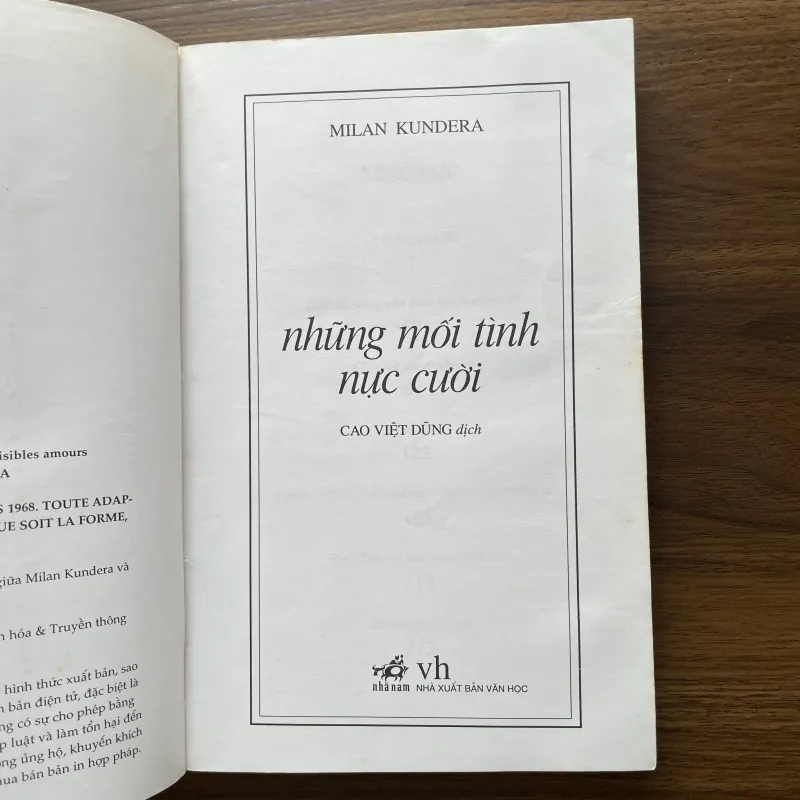 isibles amours
A
S 1968. TOUTE ADAP-
UE SOIT LA FORME,
giữa Milan Kundera và
n hóa & Truyền thông
hình thức xuất bản, sao
n bản điện tử, đặc biệt là
ng có sự cho phép bằng
p luật và làm tổn hại đến
ông ủng hộ, khuyến khích
mua bán bản in hợp pháp.
MILAN KUNDERA
những mối tình
nực cười
CAO VIỆT DŨNG dịch
nhã nam
vh
NHÀ XUẤT BẢN VĂN HỌC